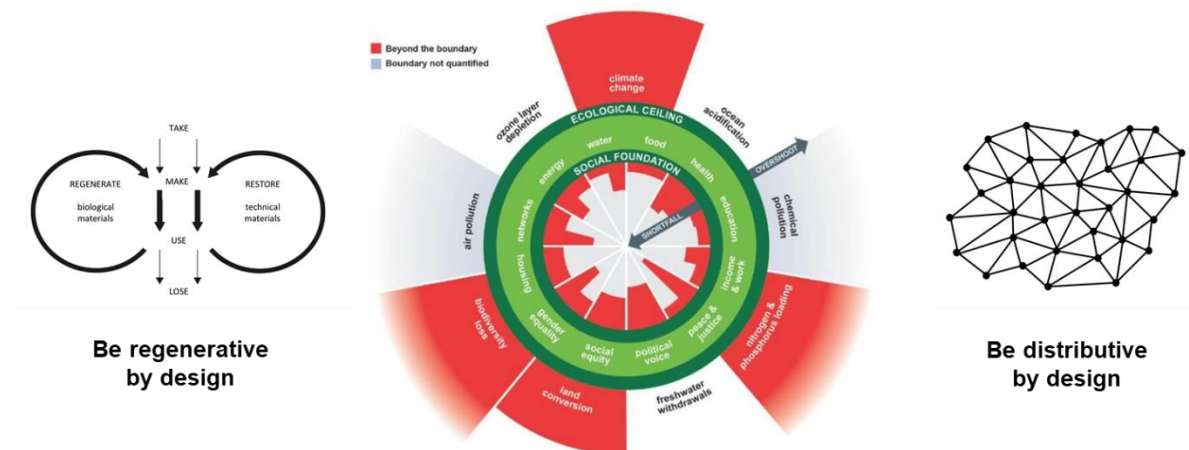 TAKE
REGENERATE
biological
materials
MAKE
RESTORE
technical
materials
USE
LOSE
Be regenerative
by design
Beyond the boundary
Boundary not quantified
climate
change
ozone layer
depletion
ocean
acidification
ECOLOGICAL CEILING
OVERSHOOT
water
food
energy
health
SOCIAL FOUNDATION
SHORTFALL
networks
education
air pollution
chemical
pollution
housing
income
& work
gender
equality
peace &
justice
social
equity
political
voice
biodiversity
loss
nitrogen &
phosphorus loading
land
conversion
freshwater
withdrawals
Be distributive
by design